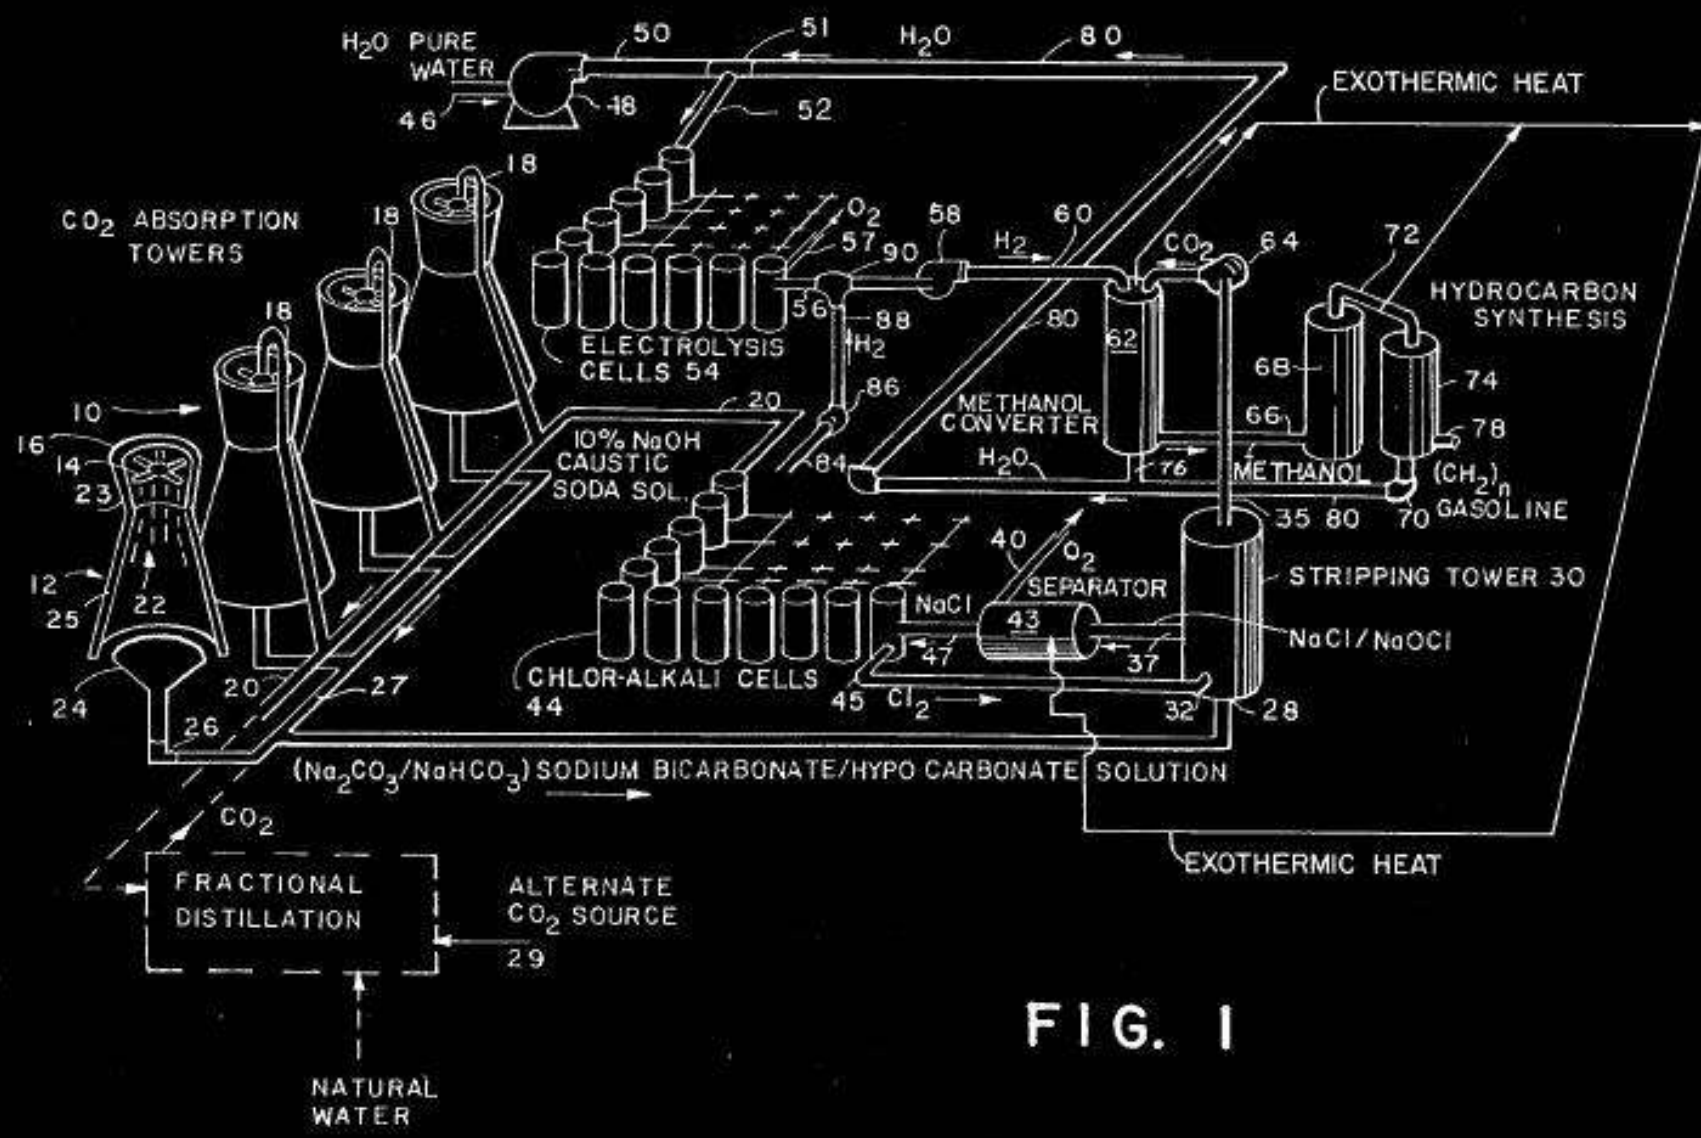 H₂O PURE
WATER
46
48
50
51
52
H₂O
80
EXOTHERMIC HEAT
CO₂ ABSORPTION
TOWERS
18
18
18
O₂
57
58
90
56
88
H₂
60
H₂
CO₂
64
72
HYDROCARBON
SYNTHESIS
80
62
68
74
ELECTROLYSIS
CELLS 54
86
84
METHANOL
CONVERTER
66
78
METHANOL
76
(CH₂)n
GASOLINE
H₂O
35
80
70
10
16
14
23
12
25
22
24
20
10% NaOH
CAUSTIC
SODA SOL.
40
O₂
SEPARATOR
43
STRIPPING TOWER 30
NaCl
47
37
NaCl/NaOCl
CHLOR-ALKALI CELLS
44
45
Cl₂
32
28
20
27
26
(Na₂CO₃/NaHCO₃) SODIUM BICARBONATE/HYPO CARBONATE SOLUTION
CO₂
EXOTHERMIC HEAT
FRACTIONAL
DISTILLATION
ALTERNATE
CO₂ SOURCE
29
NATURAL
WATER
FIG. 1